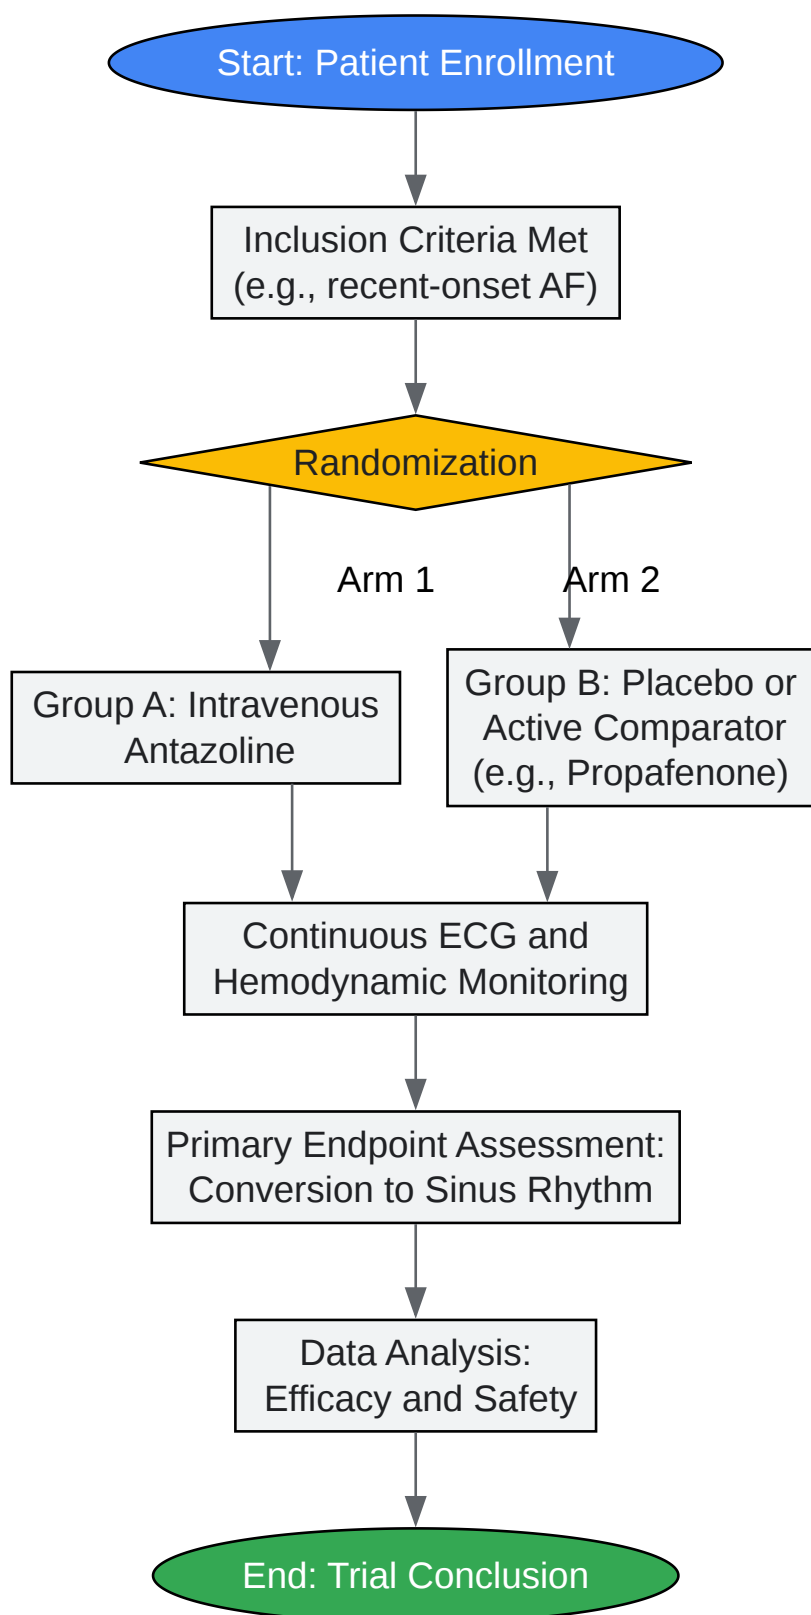 Start: Patient Enrollment
Inclusion Criteria Met
(e.g., recent-onset AF)
Randomization
Arm 1
Arm 2
Group A: Intravenous
Antazoline
Group B: Placebo or
Active Comparator
(e.g., Propafenone)
Continuous ECG and
Hemodynamic Monitoring
Primary Endpoint Assessment:
Conversion to Sinus Rhythm
Data Analysis:
Efficacy and Safety
End: Trial Conclusion